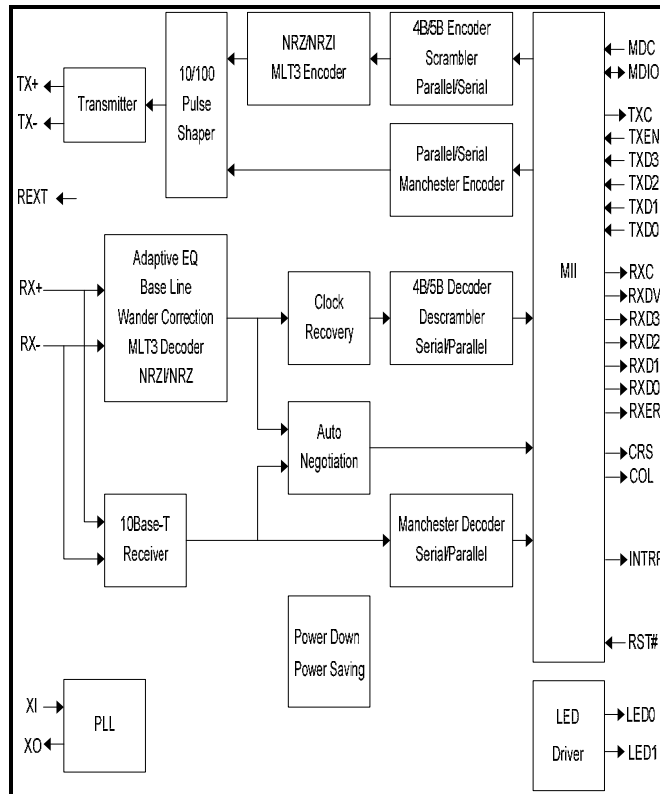 NRZ/NRZI
MLT3 Encoder
4B/5B Encoder
Scrambler
Parallel/Serial
10/100
Pulse
Shaper
Transmitter
TX+
TX-
Parallel/Serial
Manchester Encoder
REXT
RX+
RX-
Adaptive EQ
Base Line
Wander Correction
MLT3 Decoder
NRZI/NRZ
Clock
Recovery
4B/5B Decoder
Descrambler
Serial/Parallel
Auto
Negotiation
10Base-T
Receiver
Manchester Decoder
Serial/Parallel
Power Down
Power Saving
XI
XO
PLL
MII
MDC
MDIO
TXC
TXEN
TXD3
TXD2
TXD1
TXD0
RXC
RXDV
RXD3
RXD2
RXD1
RXD0
RXER
CRS
COL
INTRP
RST#
LED
Driver
LED0
LED1